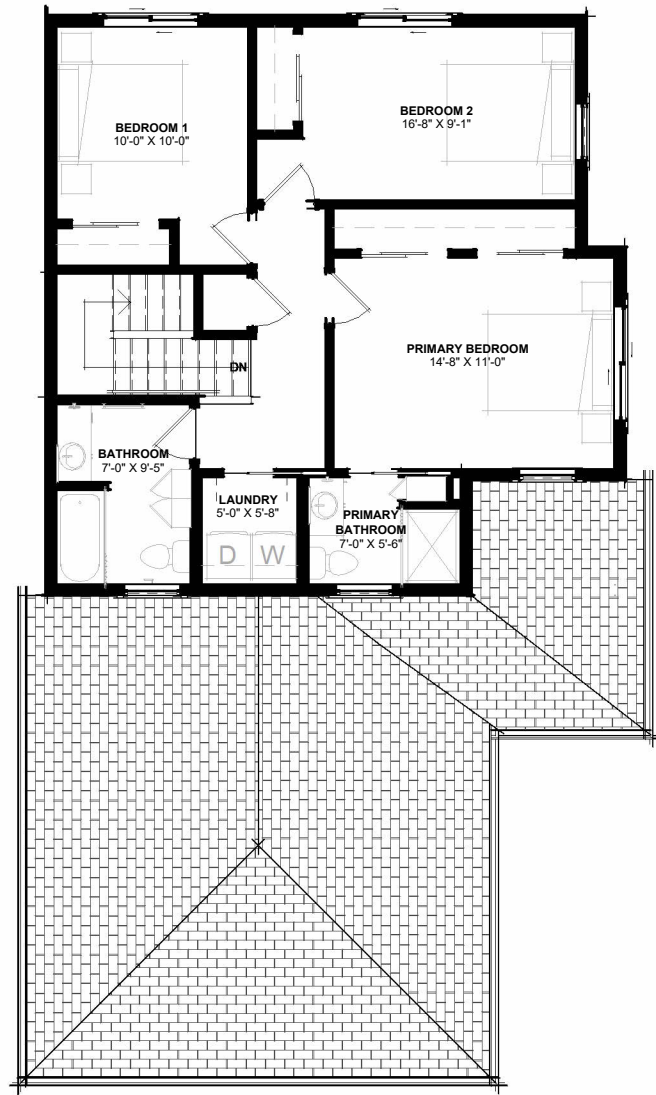 BEDROOM 1
10'-0" X 10'-0"
BEDROOM 2
16'-8" X 9'-1"
PRIMARY BEDROOM
14'-8" X 11'-0"
DN
BATHROOM
7'-0" X 9'-5"
LAUNDRY
5'-0" X 5'-8"
D W
PRIMARY
BATHROOM
7'-0" X 5'-6"